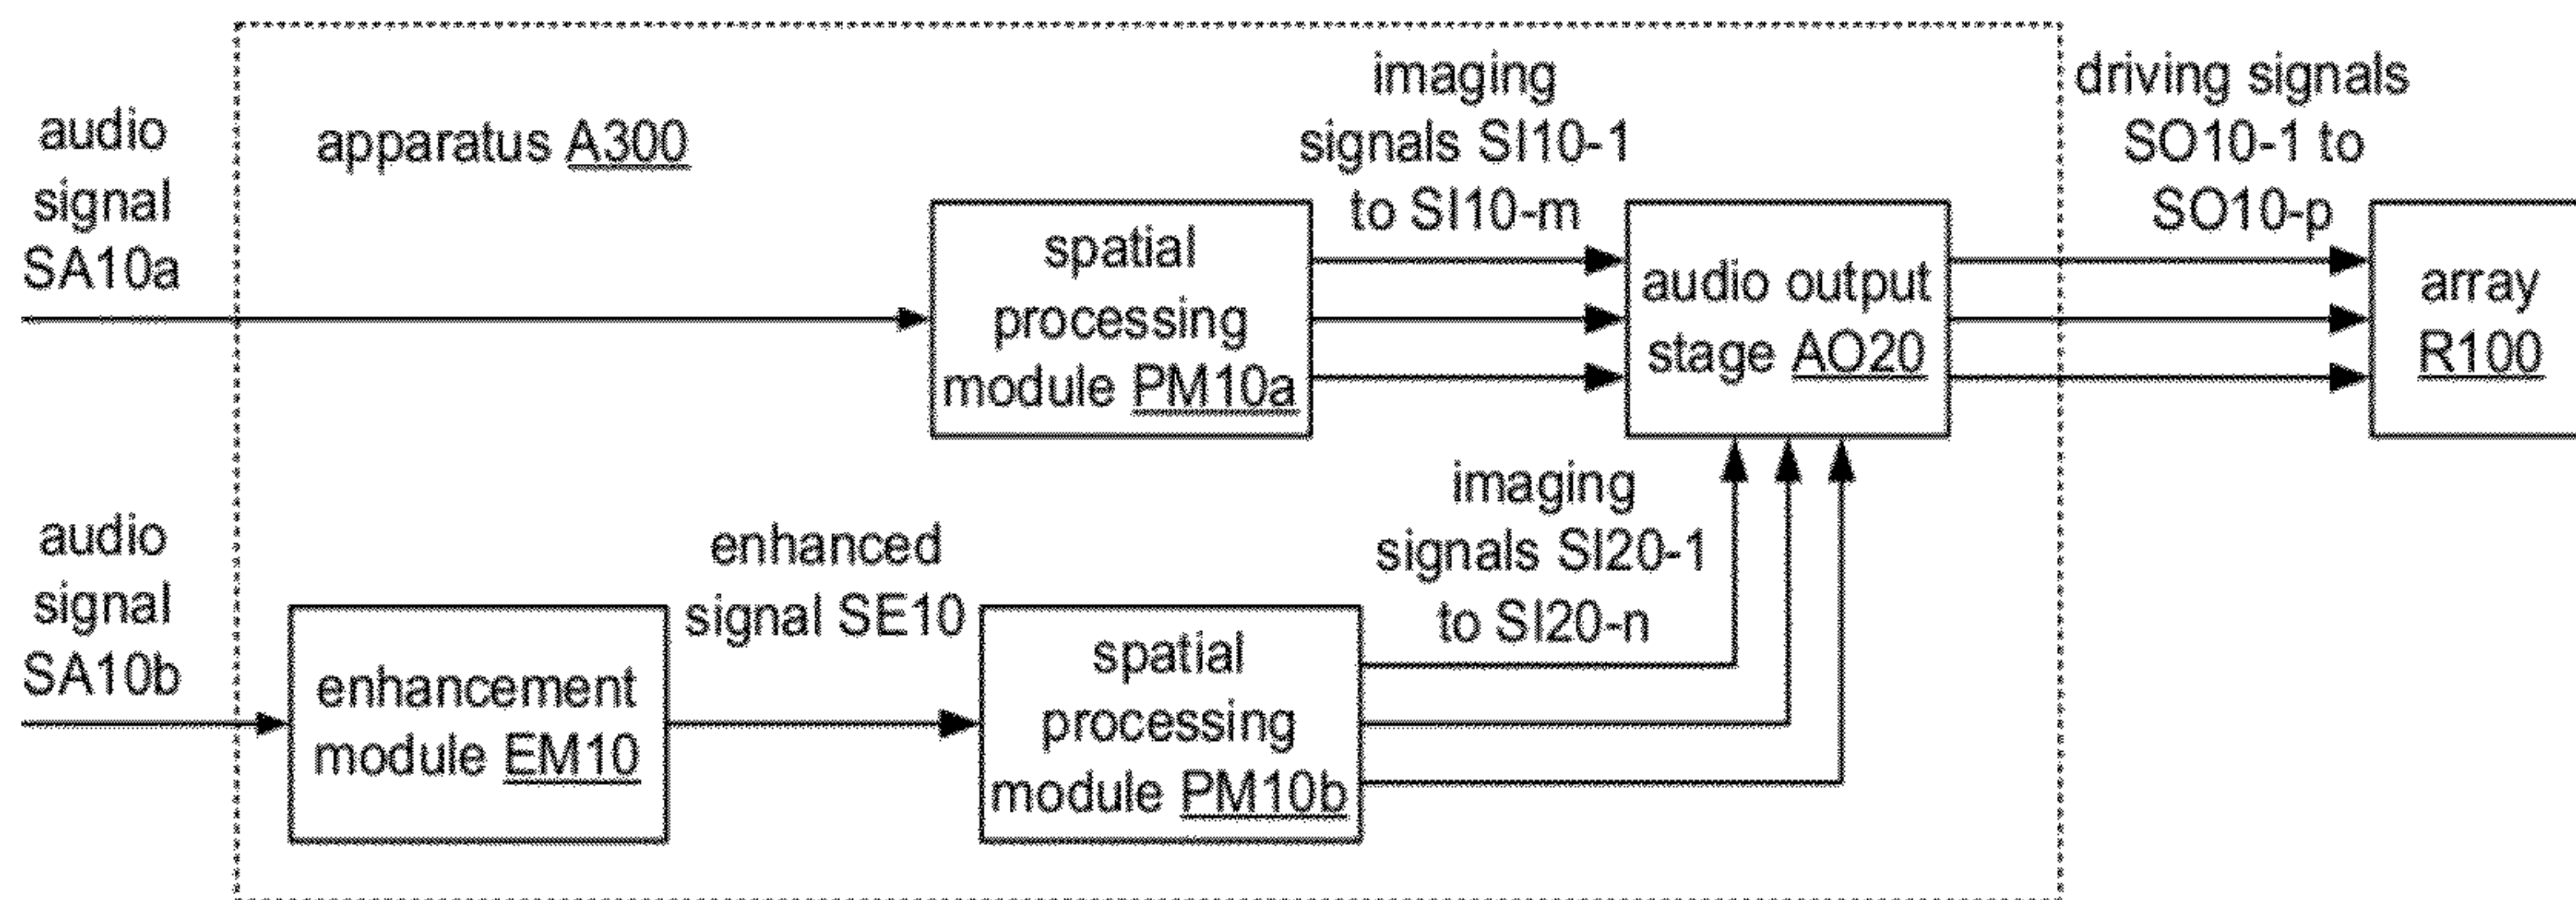 audio
signal
SA10a
apparatus A300
spatial
processing
module PM10a
imaging
signals SI10-1
to SI10-m
audio output
stage AO20
driving signals
SO10-1 to
SO10-p
array
R100
audio
signal
SA10b
enhancement
module EM10
enhanced
signal SE10
spatial
processing
module PM10b
imaging
signals SI20-1
to SI20-n